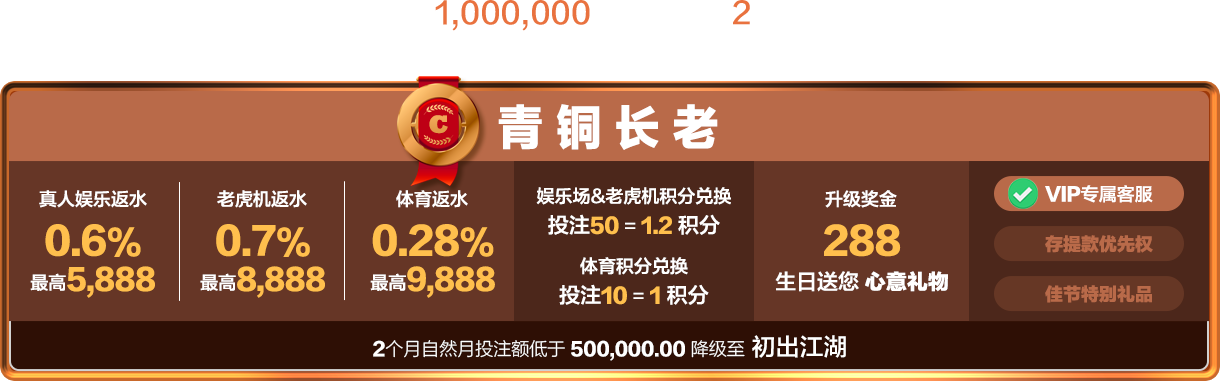 1,000,000 2
C
青铜长老
真人娱乐返水
0.6%
最高5,888
老虎机返水
0.7%
最高8,888
体育返水
0.28%
最高9,888
娱乐场&老虎机积分兑换
投注50 = 1.2 积分
体育积分兑换
投注10 = 1 积分
升级奖金
288
生日送您 心意礼物
VIP专属客服
存提款优先权
佳节特别礼品
2个月自然月投注额低于 500,000.00 降级至 初出江湖